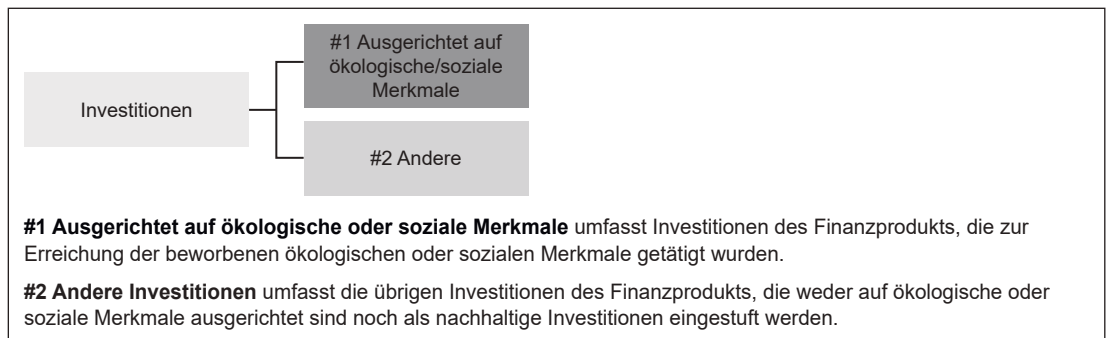 #1 Ausgerichtet auf
ökologische/soziale
Merkmale
Investitionen
#2 Andere
#1 Ausgerichtet auf ökologische oder soziale Merkmale umfasst Investitionen des Finanzprodukts, die zur
Erreichung der beworbenen ökologischen oder sozialen Merkmale getätigt wurden.
#2 Andere Investitionen umfasst die übrigen Investitionen des Finanzprodukts, die weder auf ökologische oder
soziale Merkmale ausgerichtet sind noch als nachhaltige Investitionen eingestuft werden.